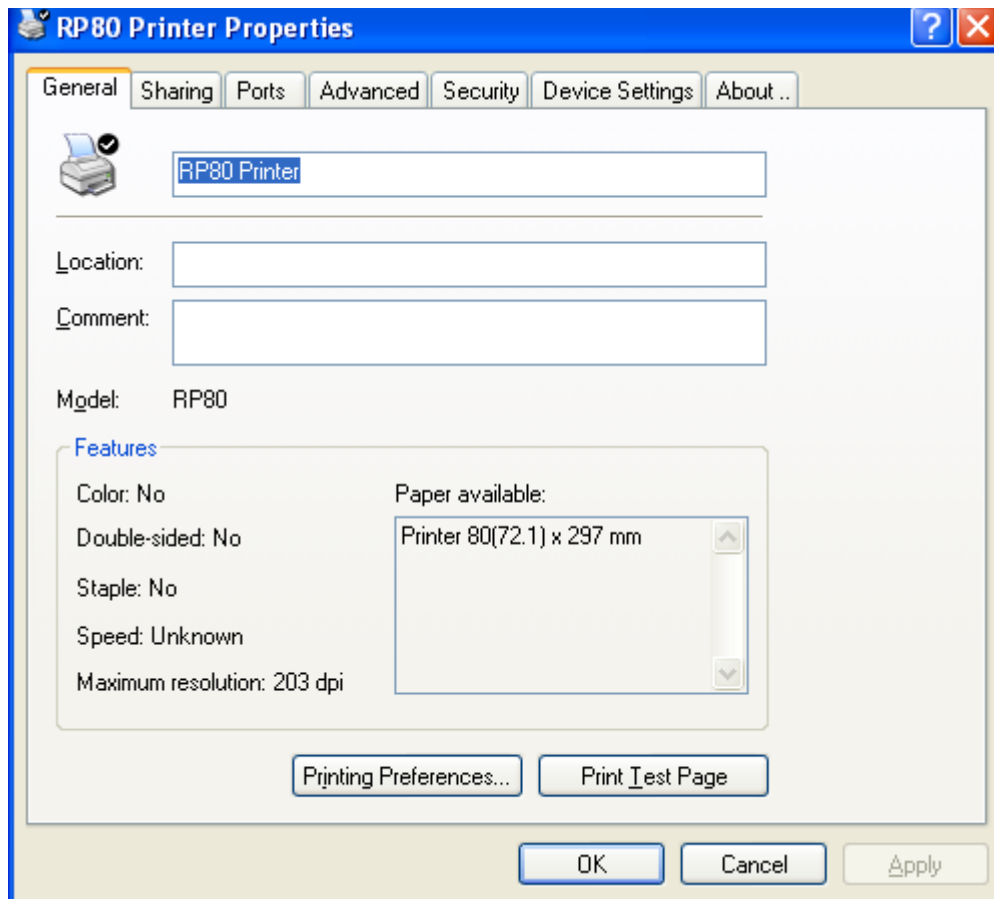 RP80 Printer Properties
General Sharing Ports Advanced Security Device Settings About ..
RP80 Printer
Location:
Comment:
Model: RP80
Features
Color: No
Paper available:
Double-sided: No
Printer 80(72.1) x 297 mm
Staple: No
Speed: Unknown
Maximum resolution: 203 dpi
Printing Preferences... Print Test Page
OK Cancel Apply